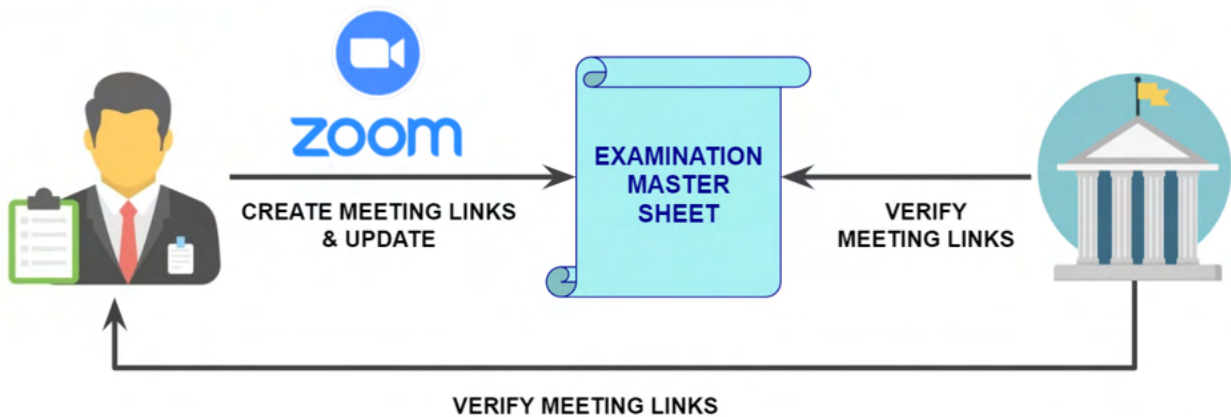 zoom
CREATE MEETING LINKS
& UPDATE
EXAMINATION
MASTER
SHEET
VERIFY
MEETING LINKS
VERIFY MEETING LINKS